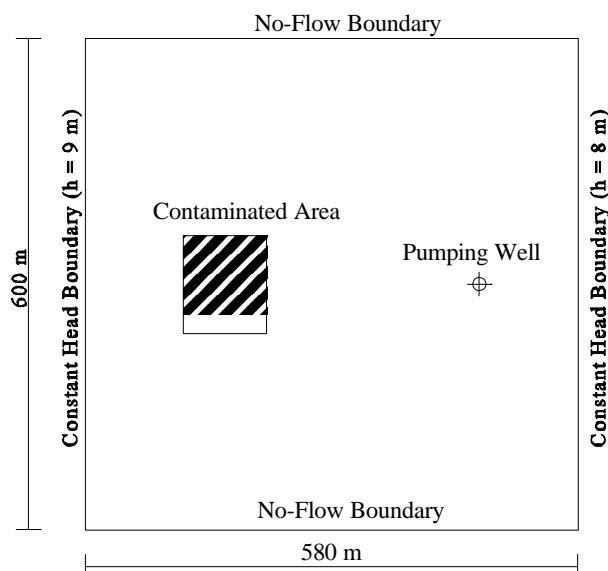 No-Flow Boundary
Constant Head Boundary (h = 9 m)
Constant Head Boundary (h = 8 m)
Contaminated Area
Pumping Well
600 m
No-Flow Boundary
580 m